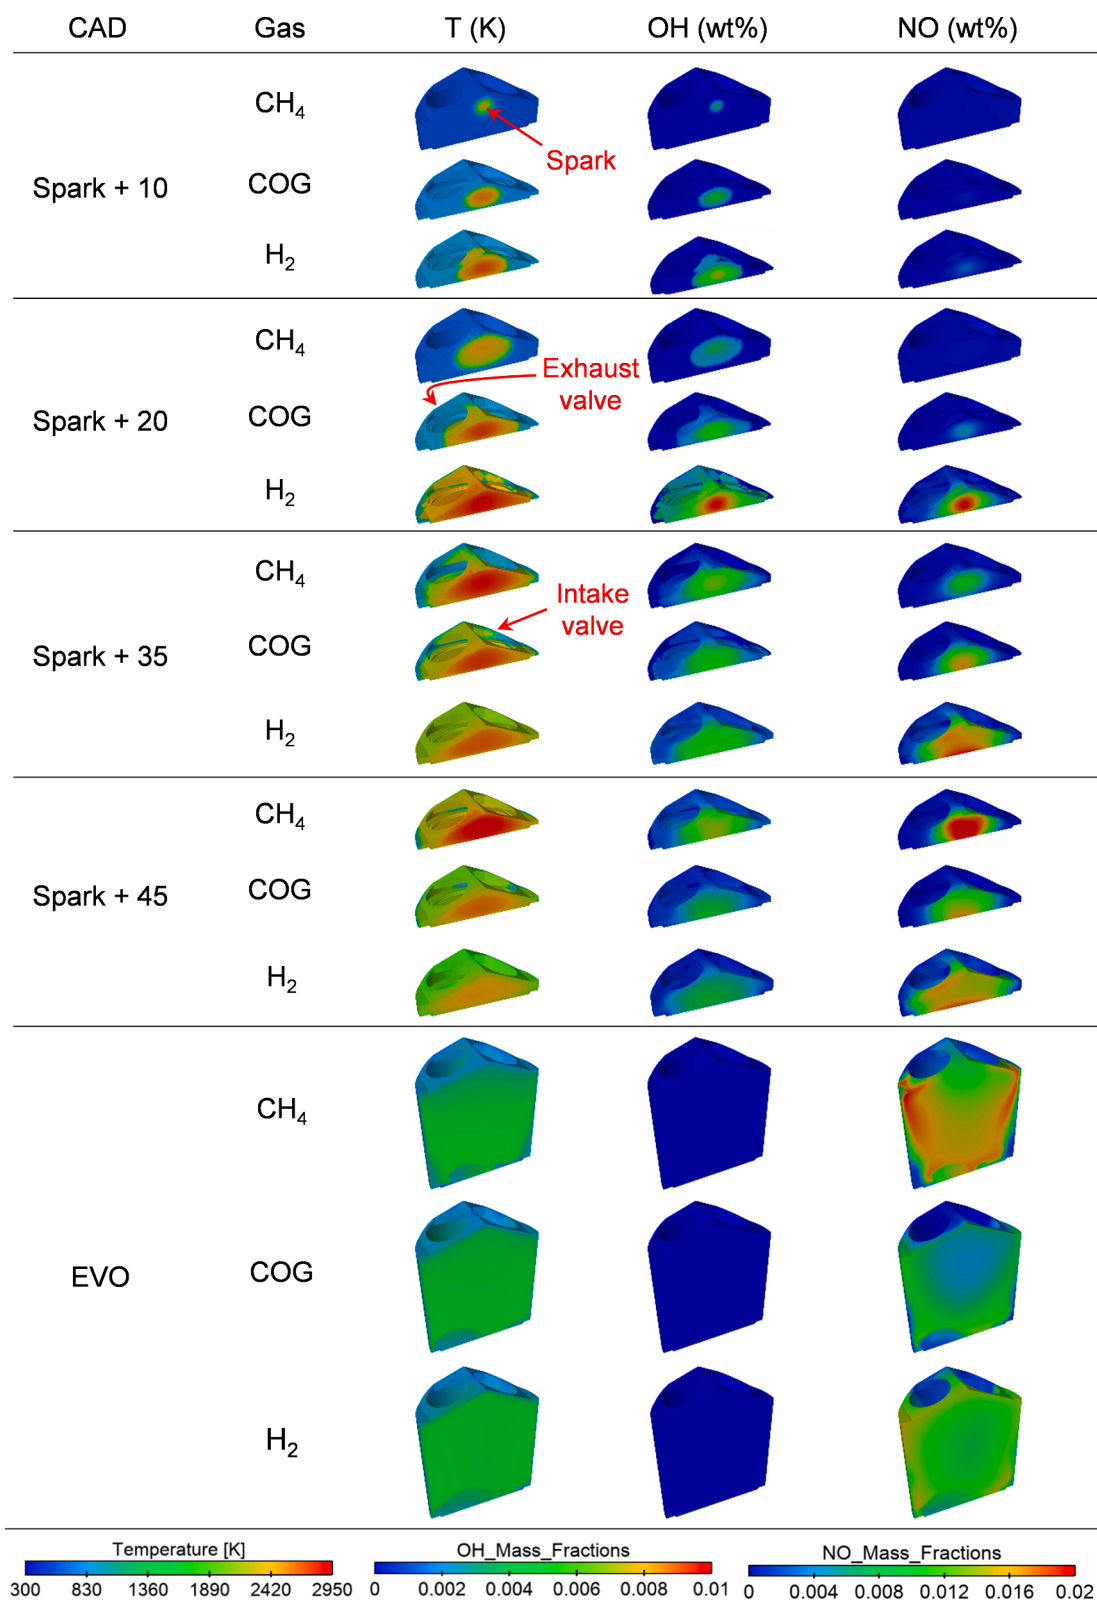 CAD Gas T (K) OH (wt%) NO (wt%)
CH₄
Spark
Spark + 10 COG
H₂
CH₄
Exhaust
valve
Spark + 20 COG
H₂
CH₄
Intake
valve
Spark + 35 COG
H₂
CH₄
Spark + 45 COG
H₂
CH₄
EVO COG
H₂
Temperature [K] OH_Mass_Fractions NO_Mass_Fractions
300 830 1360 1890 2420 2950 0 0.002 0.004 0.006 0.008 0.01 0 0.004 0.008 0.012 0.016 0.02